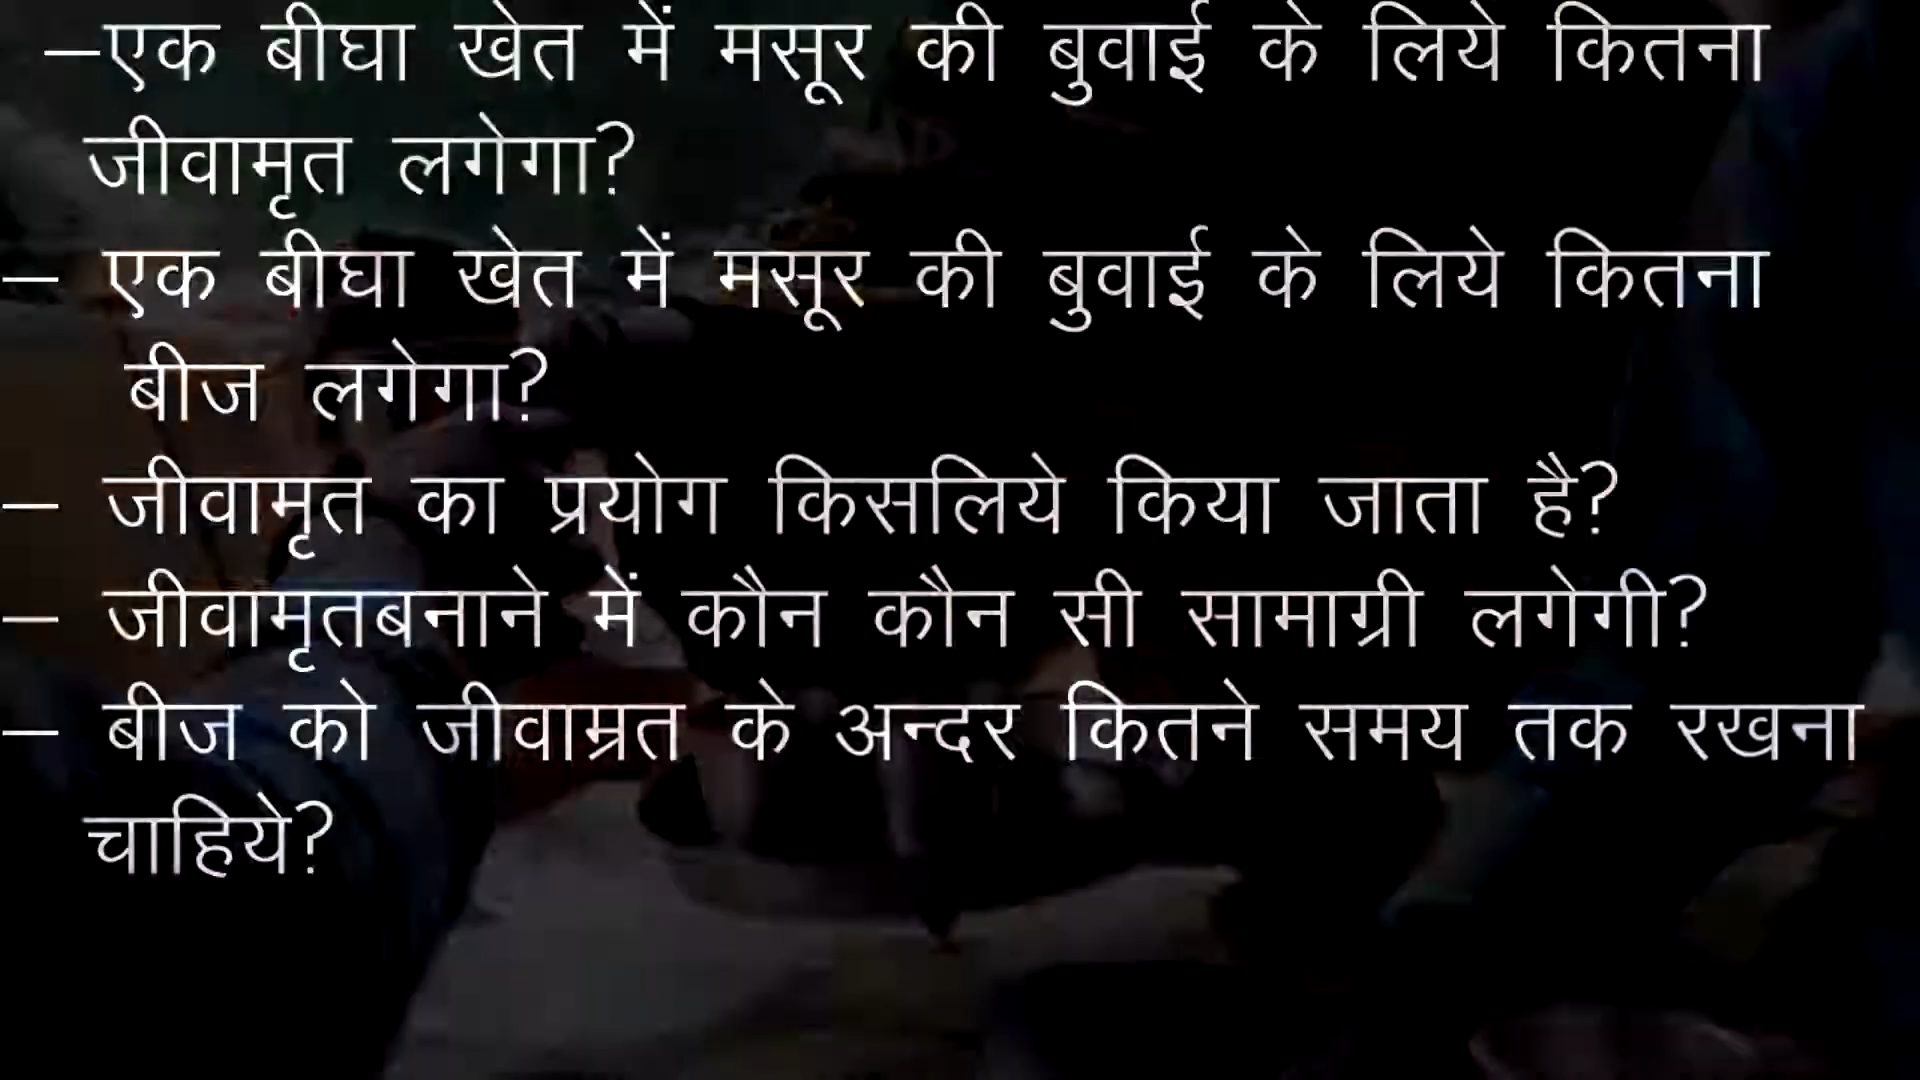 –एक बीघा खेत में मसूर की बुवाई के लिये कितना
जीवामृत लगेगा?
– एक बीघा खेत में मसूर की बुवाई के लिये कितना
बीज लगेगा?
– जीवामृत का प्रयोग किसलिये किया जाता है?
– जीवामृतबनाने में कौन कौन सी सामाग्री लगेगी?
– बीज को जीवाम्रत के अन्दर कितने समय तक रखना
चाहिये?